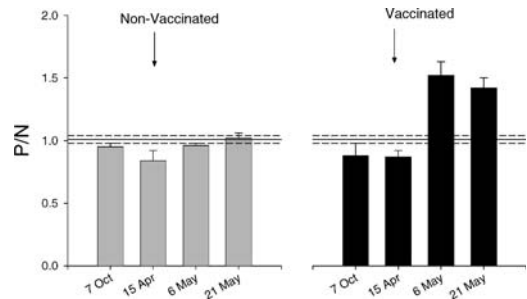 Non-Vaccinated
Vaccinated
P/N
2.0
1.5
1.0
0.5
0.0
7 Oct
15 Apr
6 May
21 May
7 Oct
15 Apr
6 May
21 May